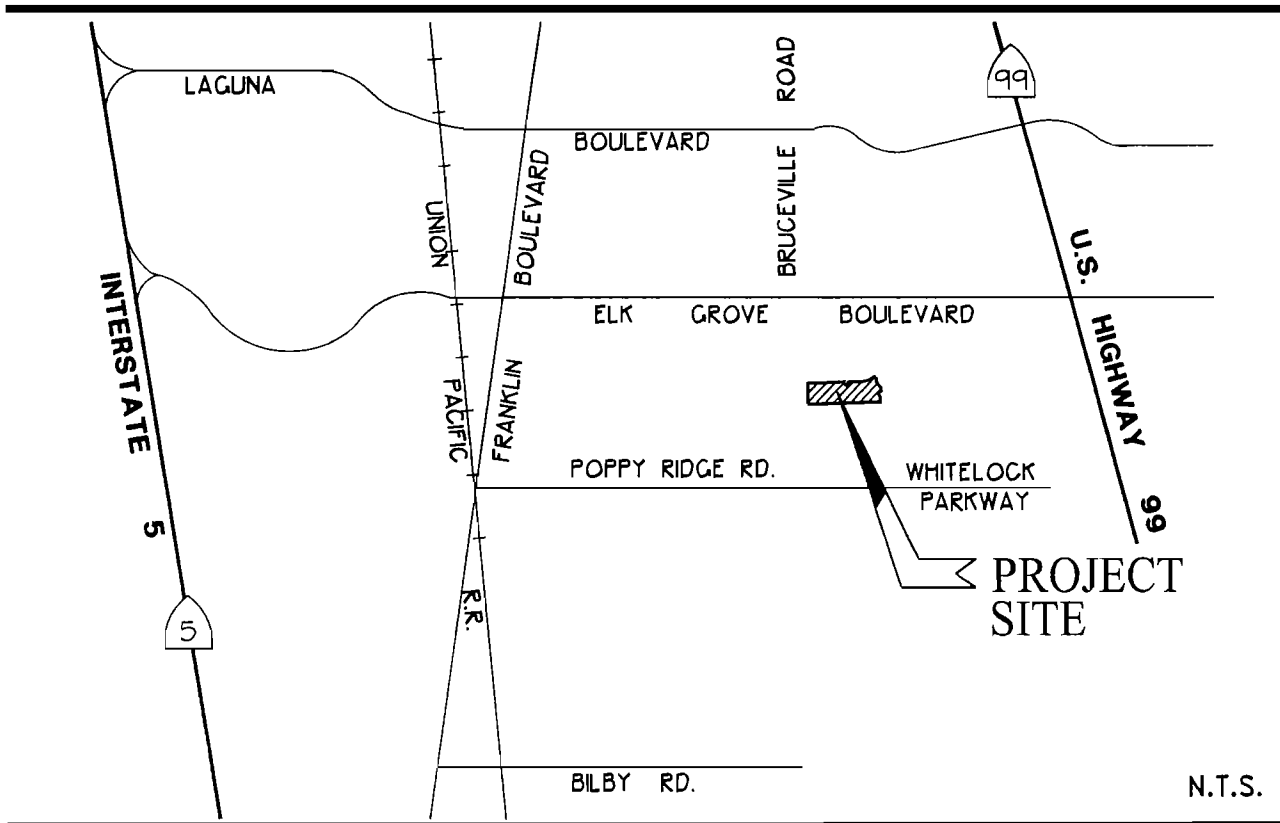 LAGUNA
BOULEVARD
BRUCEVILLE ROAD
99
UNION PACIFIC R.R.
FRANKLIN BOULEVARD
ELK GROVE BOULEVARD
U.S. HIGHWAY 99
INTERSTATE 5
POPPY RIDGE RD.
WHITELOCK
PARKWAY
PROJECT
SITE
5
BILBY RD.
N.T.S.